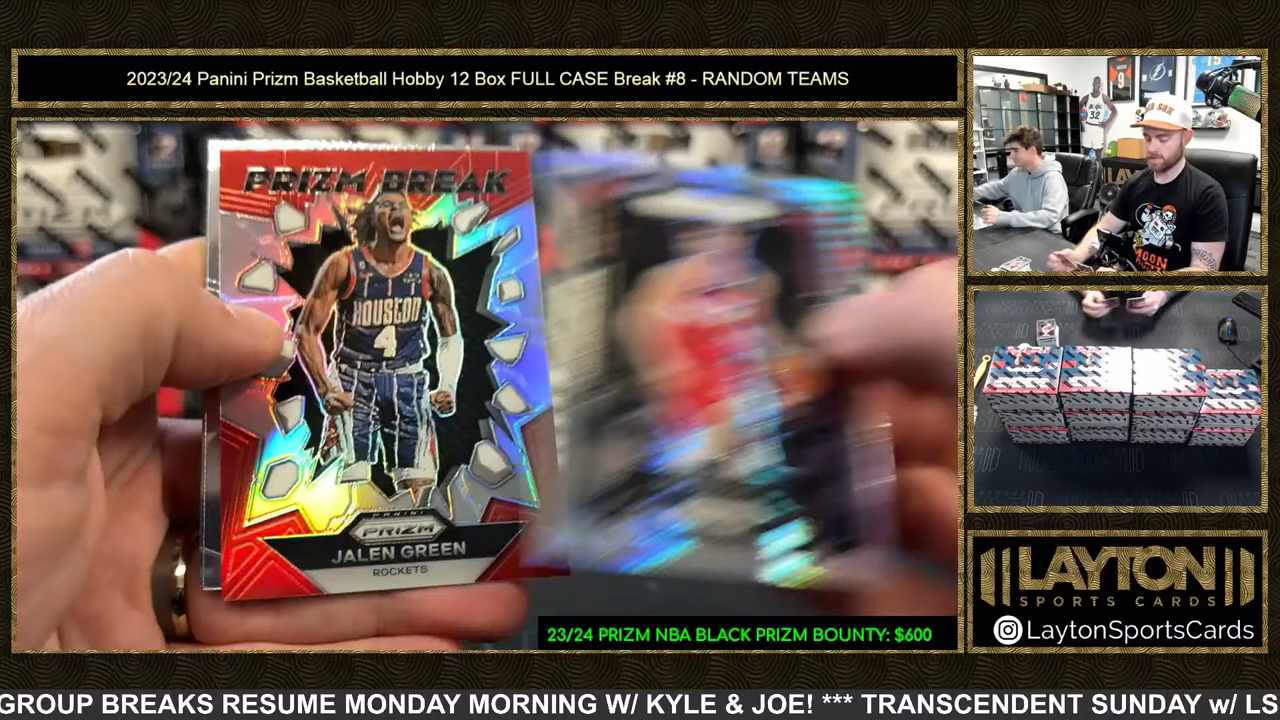 2023/24 Panini Prizm Basketball Hobby 12 Box FULL CASE Break #8 - RANDOM TEAMS
PRIZM BREAK
HOUSTON
4
PANINI
PRIZM
JALEN GREEN
ROCKETS
23/24 PRIZM NBA BLACK PRIZM BOUNTY: $600
LAYTON
SPORTS CARDS
LaytonSportsCards
GROUP BREAKS RESUME MONDAY MORNING W/ KYLE & JOE! *** TRANSCENDENT SUNDAY w/ LS